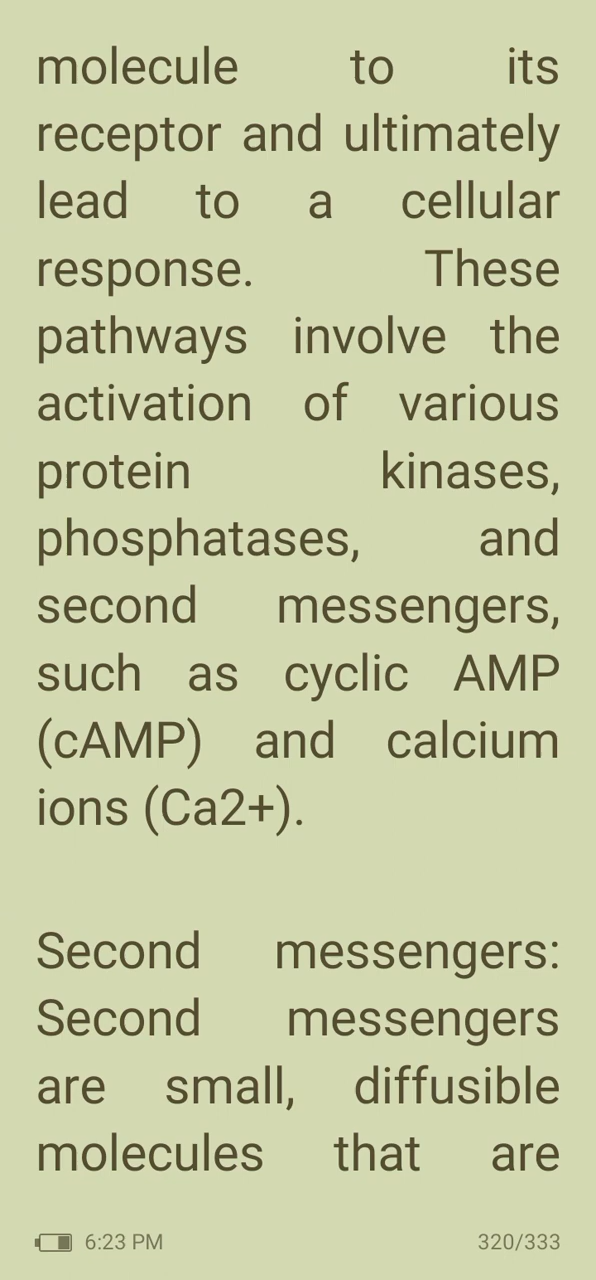 molecule to its
receptor and ultimately
lead to a cellular
response. These
pathways involve the
activation of various
protein kinases,
phosphatases, and
second messengers,
such as cyclic AMP
(cAMP) and calcium
ions (Ca2+).
Second messengers:
Second messengers
are small, diffusible
molecules that are
6:23 PM 320/333